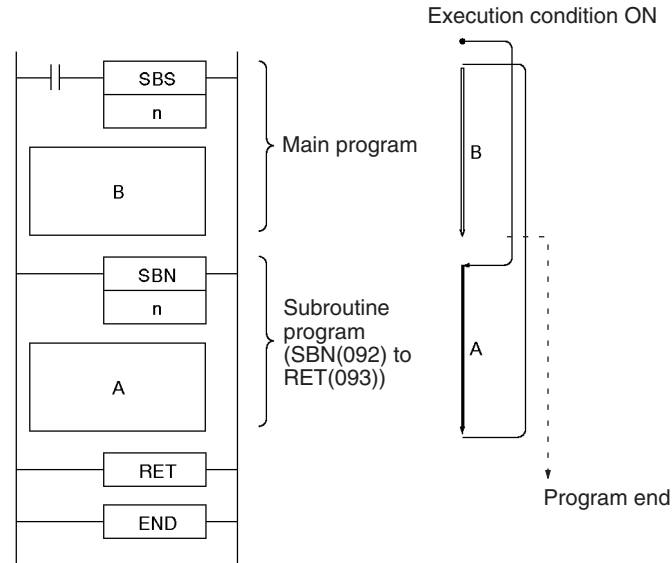 Execution condition ON
SBS
n
B
Main program
B
SBN
n
Subroutine
program
(SBN(092) to
RET(093))
A
A
RET
Program end
END